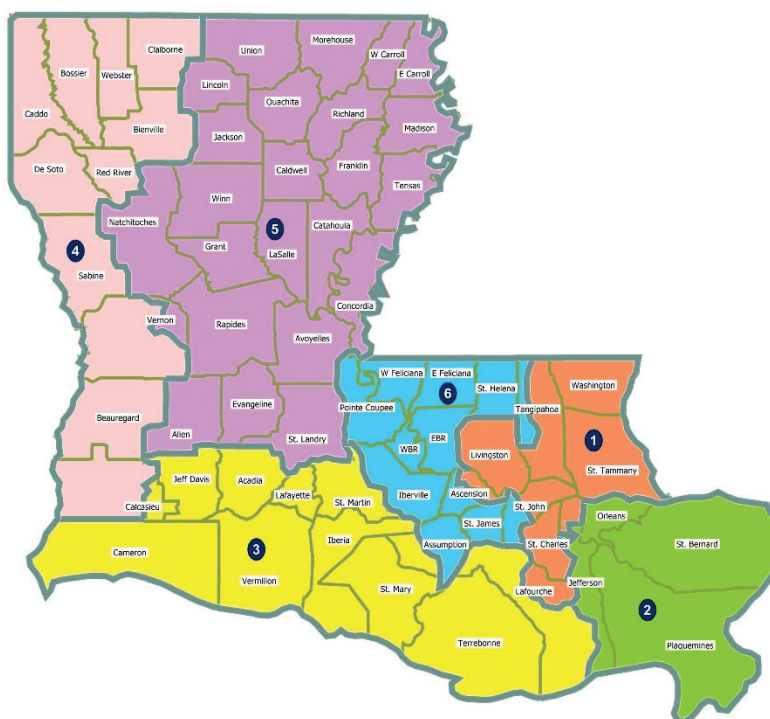 Claiborne
Union
Morehouse
W Carroll
Bossier
Webster
E Carroll
Lincoln
Ouachita
Richland
Caddo
Bienville
Madison
Jackson
De Soto
Red River
Caldwell
Franklin
Tensas
Winn
Natchitoches
Catahoula
5
4
Grant
LaSalle
Sabine
Concordia
Vernon
Rapides
Avoyelles
W Feliciana
E Feliciana
St. Helena
Washington
6
Pointe Coupee
Tangipahoa
Beauregard
Evangeline
Allen
St. Landry
WBR
EBR
Livingston
1
St. Tammany
Jeff Davis
Acadia
Lafayette
St. Martin
Iberville
Ascension
Calcasieu
St. John
Orleans
St. James
Iberia
Assumption
St. Charles
St. Bernard
Cameron
3
Vermilion
St. Mary
Lafourche
Jefferson
2
Terrebonne
Plaquemines